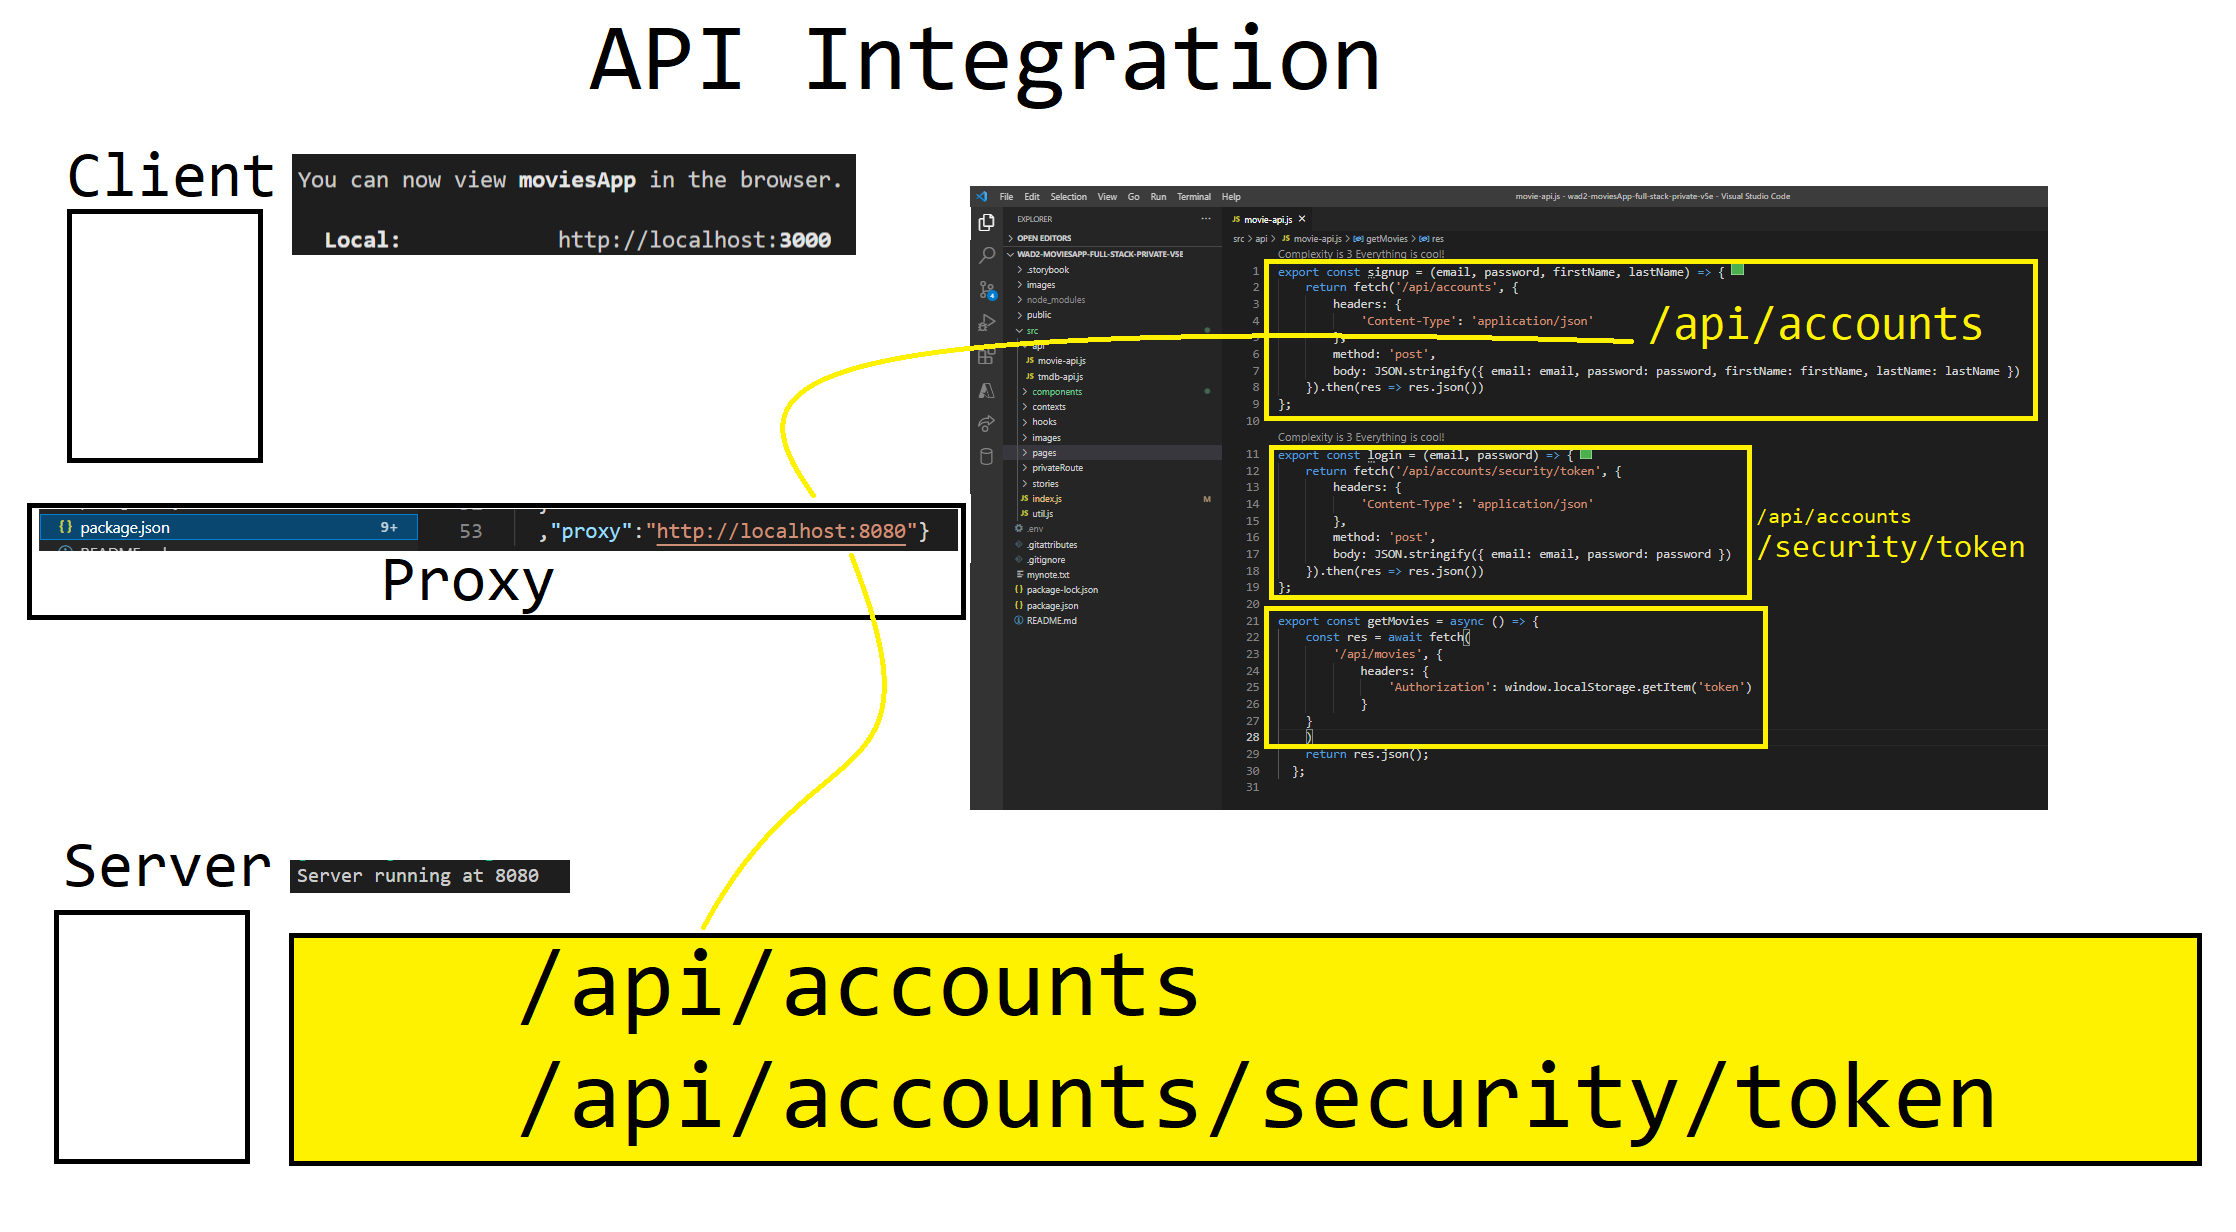 API Integration
Client
You can now view moviesApp in the browser.
Local: http://localhost:3000
File Edit Selection View Go Run Terminal Help
movie-api.js - wad2-moviesApp-full-stack-private-v5e - Visual Studio Code
EXPLORER ···
OPEN EDITORS
WAD2-MOVIESAPP-FULL-STACK-PRIVATE-V5E
.storybook
images
node_modules
public
src
api
JS movie-api.js
JS tmdb-api.js
components
contexts
hooks
images
pages
privateRoute
stories
JS index.js M
JS util.js
.env
.gitattributes
.gitignore
mynote.txt
{} package-lock.json
{} package.json
README.md
4
JS movie-api.js ×
src > api > JS movie-api.js > getMovies > res
Complexity is 3 Everything is cool!
1 export const signup = (email, password, firstName, lastName) => {
2 return fetch('/api/accounts', {
3 headers: {
4 'Content-Type': 'application/json'
5 },
6 method: 'post',
7 body: JSON.stringify({ email: email, password: password, firstName: firstName, lastName: lastName })
8 }).then(res => res.json())
9 };
10
/api/accounts
Complexity is 3 Everything is cool!
11 export const login = (email, password) => {
12 return fetch('/api/accounts/security/token', {
13 headers: {
14 'Content-Type': 'application/json'
15 },
16 method: 'post',
17 body: JSON.stringify({ email: email, password: password })
18 }).then(res => res.json())
19 };
20
/api/accounts
/security/token
21 export const getMovies = async () => {
22 const res = await fetch(
23 '/api/movies', {
24 headers: {
25 'Authorization': window.localStorage.getItem('token')
26 }
27 }
28 )
29 return res.json();
30 };
31
{} package.json 9+
53 ,"proxy":"http://localhost:8080"}
Proxy
Server
Server running at 8080
/api/accounts
/api/accounts/security/token